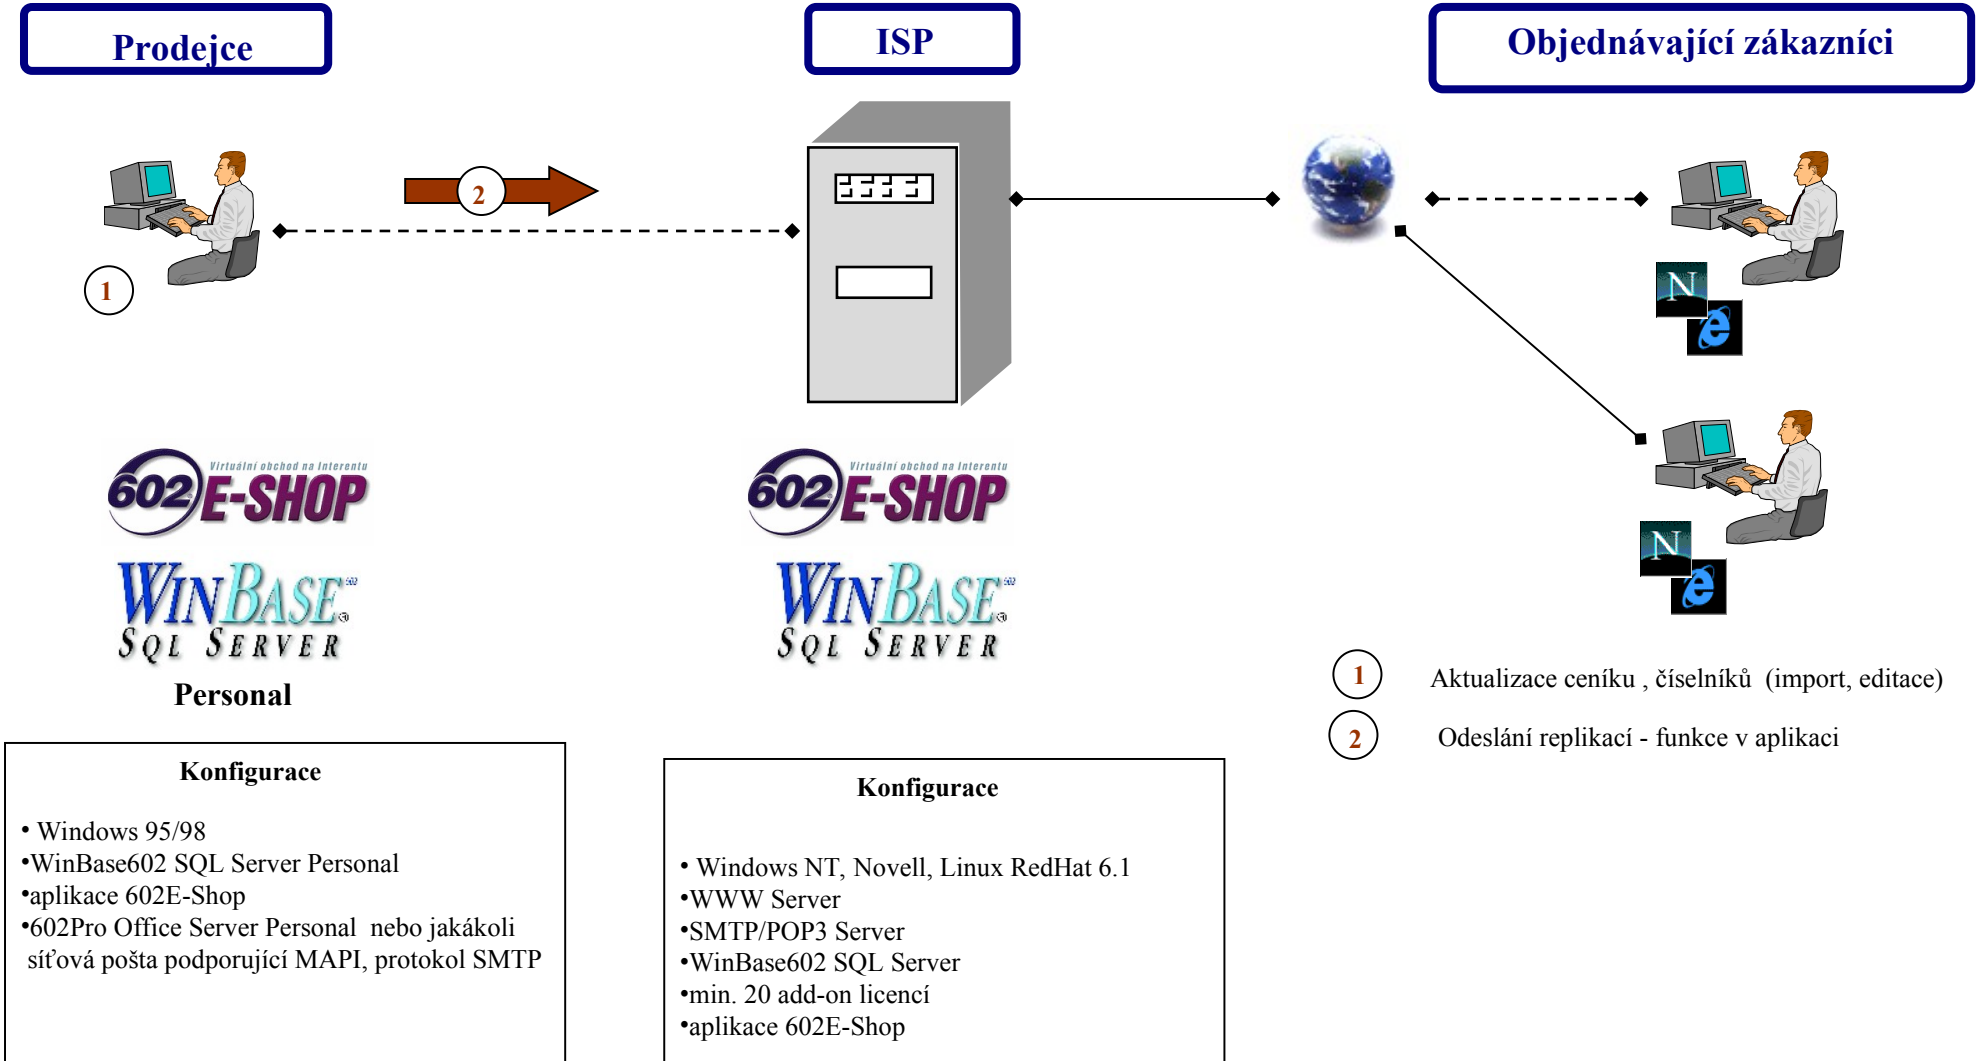 Prodejce
ISP
Objednávající zákazníci
2
1
N
e
N
e
Virtuální obchod na Interentu
602 E-SHOP
WINBASE 602 ®
SQL SERVER
Personal
Virtuální obchod na Interentu
602 E-SHOP
WINBASE 602 ®
SQL SERVER
1 Aktualizace ceníku , číselníků (import, editace)
2 Odeslání replikací - funkce v aplikaci
Konfigurace
• Windows 95/98
•WinBase602 SQL Server Personal
•aplikace 602E-Shop
•602Pro Office Server Personal nebo jakákoli
síťová pošta podporující MAPI, protokol SMTP
Konfigurace
• Windows NT, Novell, Linux RedHat 6.1
•WWW Server
•SMTP/POP3 Server
•WinBase602 SQL Server
•min. 20 add-on licencí
•aplikace 602E-Shop